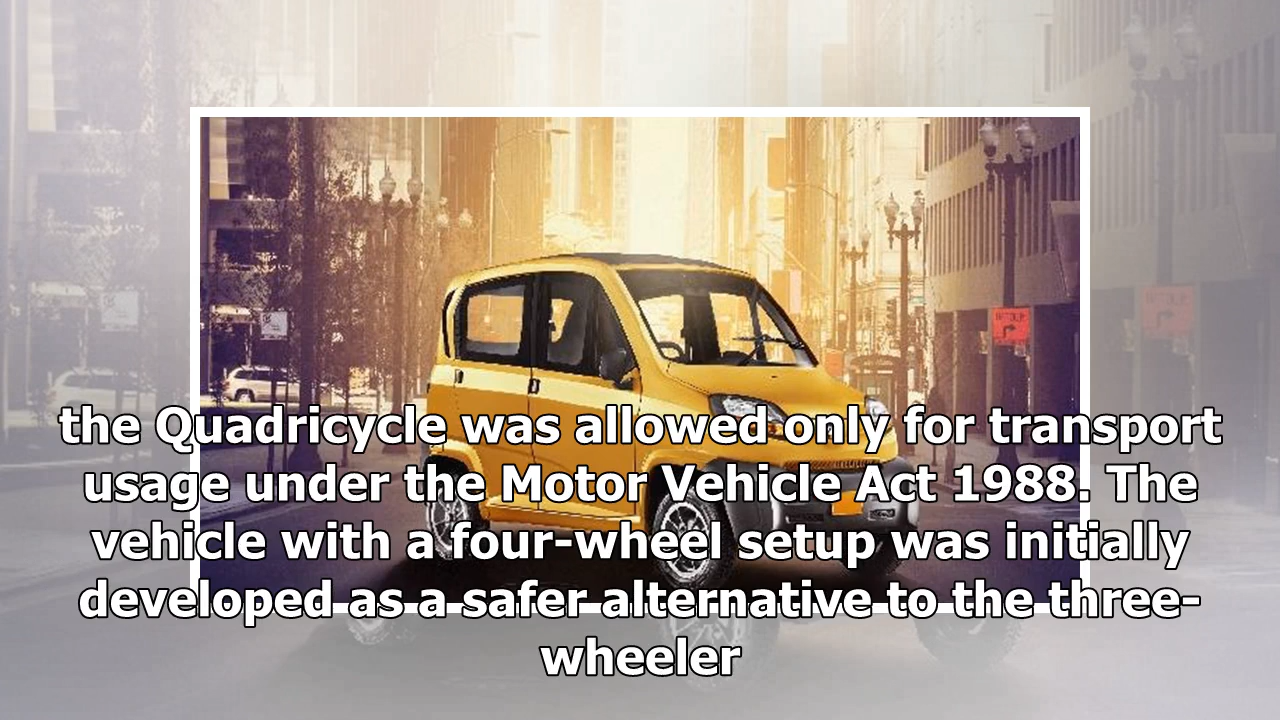 the Quadricycle was allowed only for transport
usage under the Motor Vehicle Act 1988. The
vehicle with a four-wheel setup was initially
developed as a safer alternative to the three-
wheeler